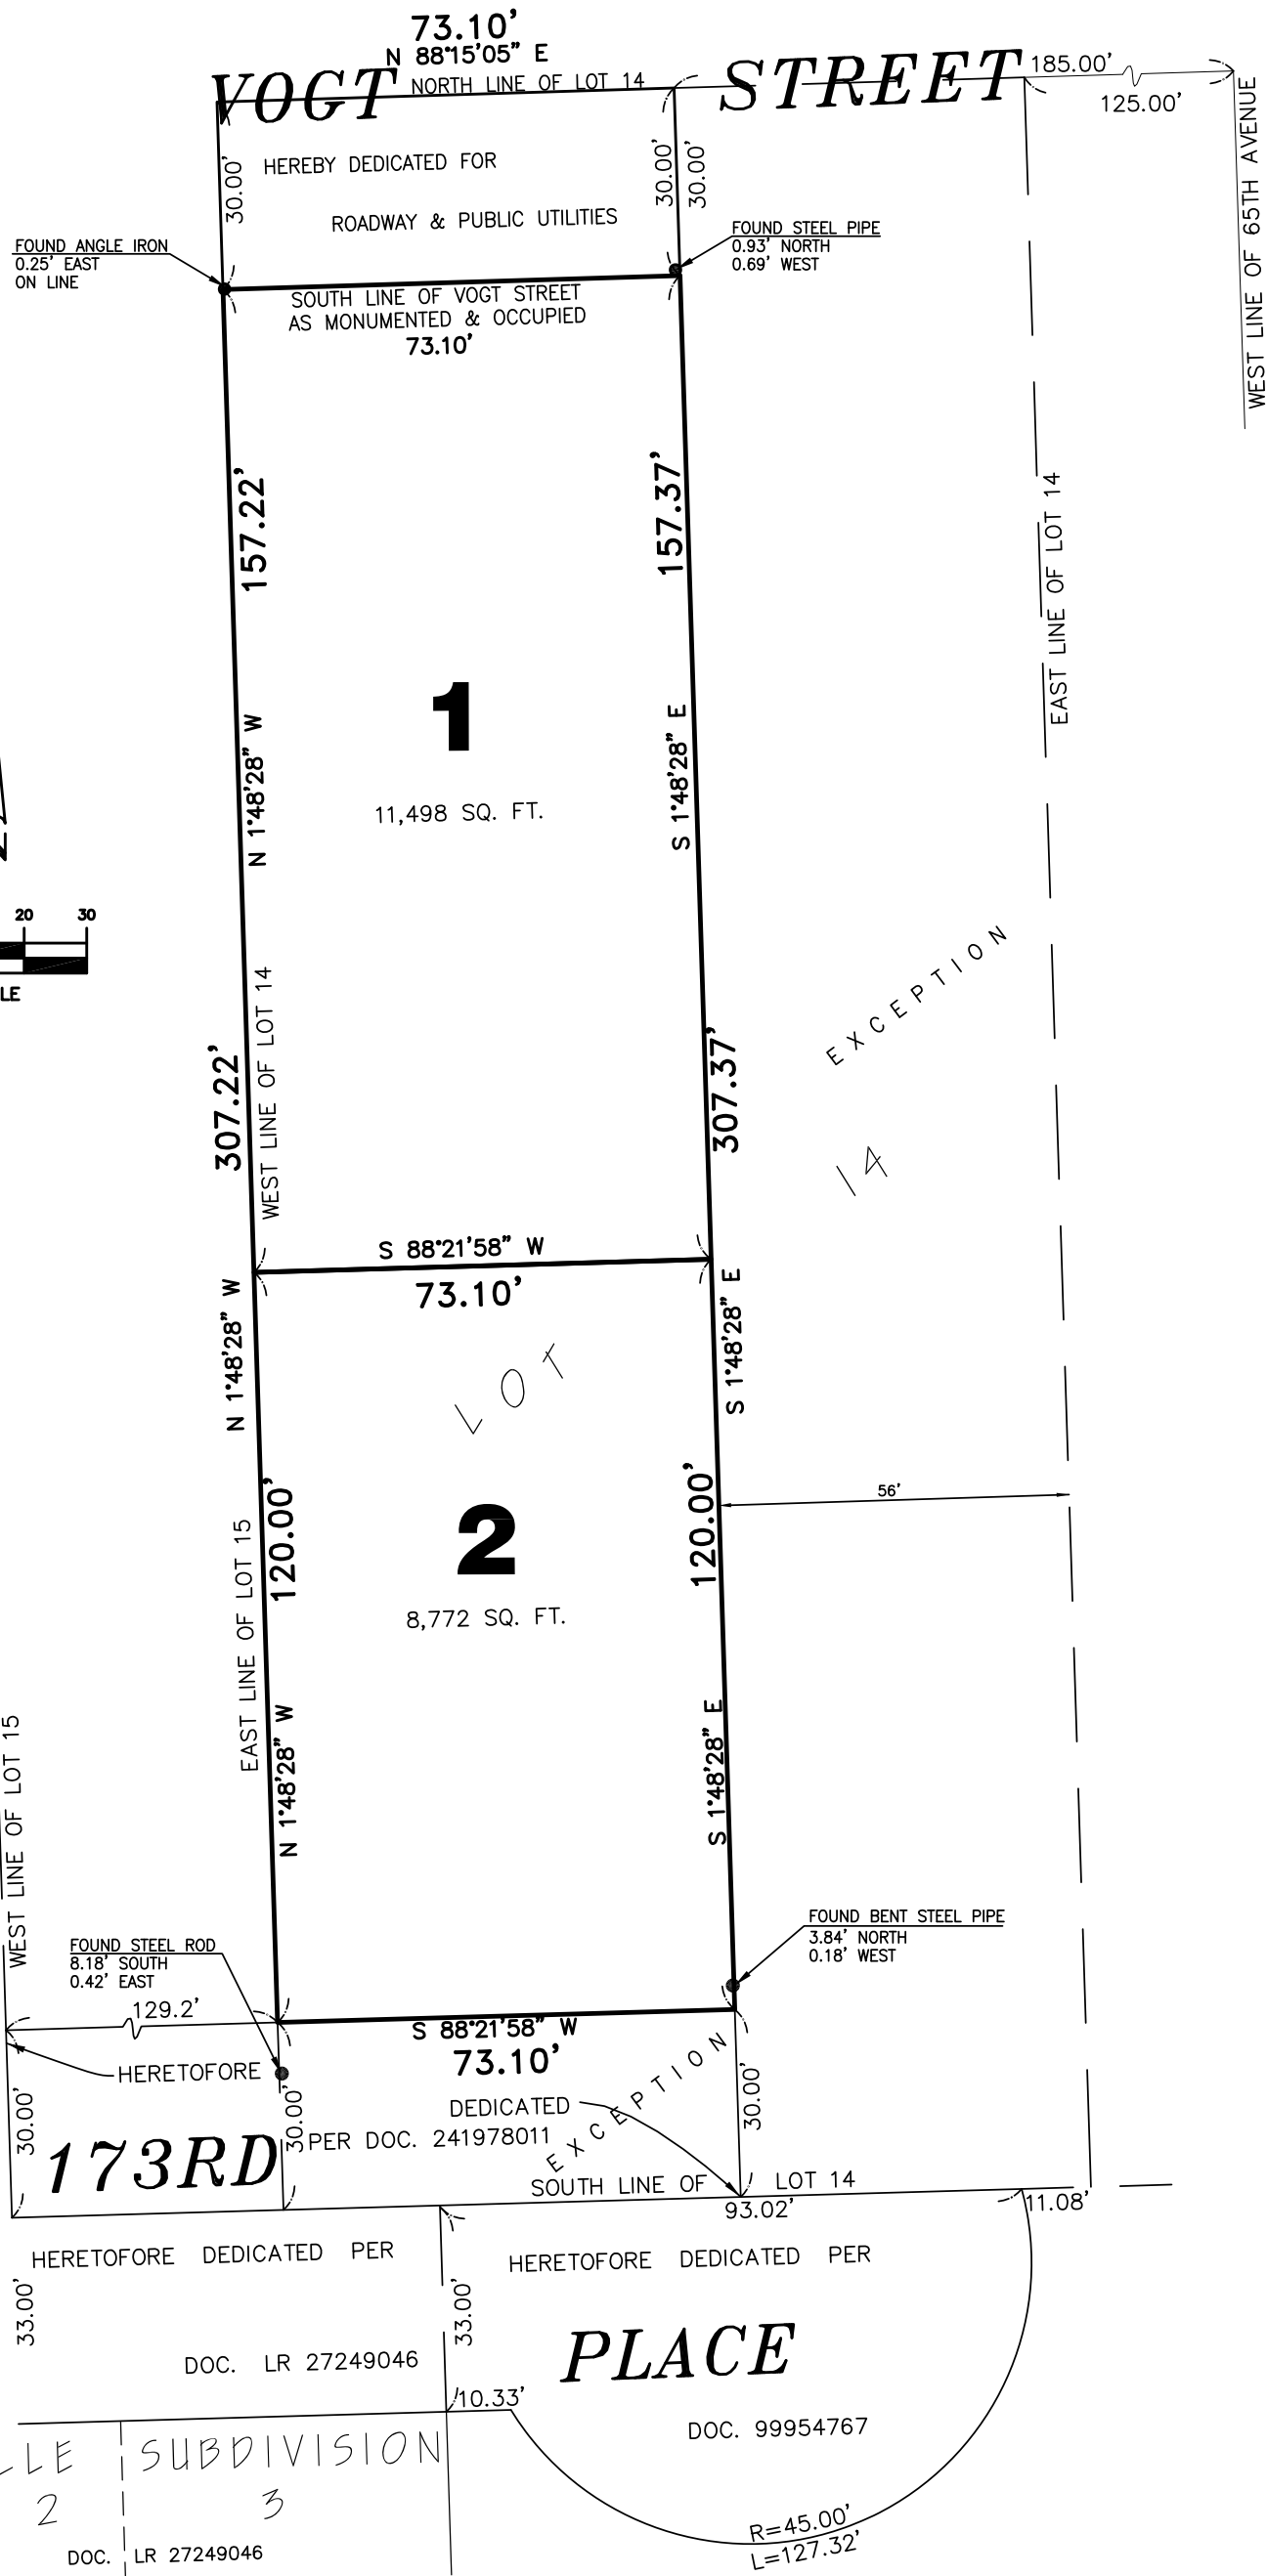 73.10'
N 88°15'05" E
VOGT STREET
NORTH LINE OF LOT 14
185.00'
125.00'
WEST LINE OF 65TH AVENUE
30.00'
HEREBY DEDICATED FOR
ROADWAY & PUBLIC UTILITIES
30.00'
30.00'
FOUND ANGLE IRON
0.25' EAST
ON LINE
FOUND STEEL PIPE
0.93' NORTH
0.69' WEST
SOUTH LINE OF VOGT STREET
AS MONUMENTED & OCCUPIED
73.10'
157.22'
157.37'
EAST LINE OF LOT 14
1
N 1°48'28" W
S 1°48'28" E
11,498 SQ. FT.
20 30
LE
EXCEPTION
WEST LINE OF LOT 14
307.22'
307.37'
14
S 88°21'58" W
73.10'
N 1°48'28" W
S 1°48'28" E
LOT
120.00'
120.00'
56'
2
EAST LINE OF LOT 15
8,772 SQ. FT.
N 1°48'28" W
S 1°48'28" E
WEST LINE OF LOT 15
FOUND BENT STEEL PIPE
3.84' NORTH
0.18' WEST
FOUND STEEL ROD
8.18' SOUTH
0.42' EAST
129.2'
S 88°21'58" W
73.10'
HERETOFORE
DEDICATED
EXCEPTION
30.00'
30.00'
30.00'
PER DOC. 241978011
173RD
SOUTH LINE OF LOT 14
93.02'
11.08'
HERETOFORE DEDICATED PER
HERETOFORE DEDICATED PER
33.00'
33.00'
PLACE
DOC. LR 27249046
10.33'
DOC. 99954767
LLE SUBDIVISION
2 3
R=45.00'
L=127.32'
DOC. LR 27249046